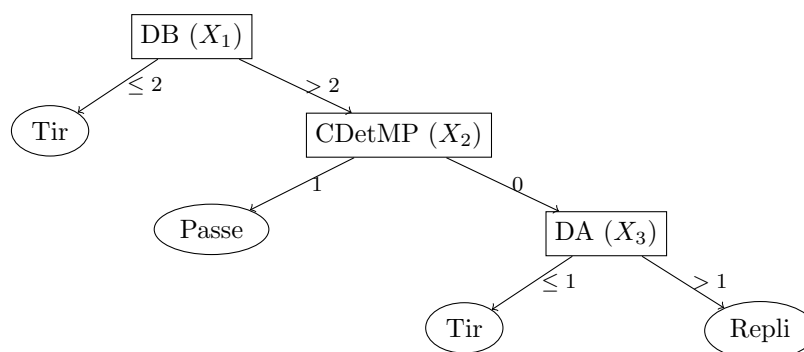 DB (X₁)
≤ 2
> 2
Tir
CDetMP (X₂)
1
0
Passe
DA (X₃)
≤ 1
> 1
Tir
Repli